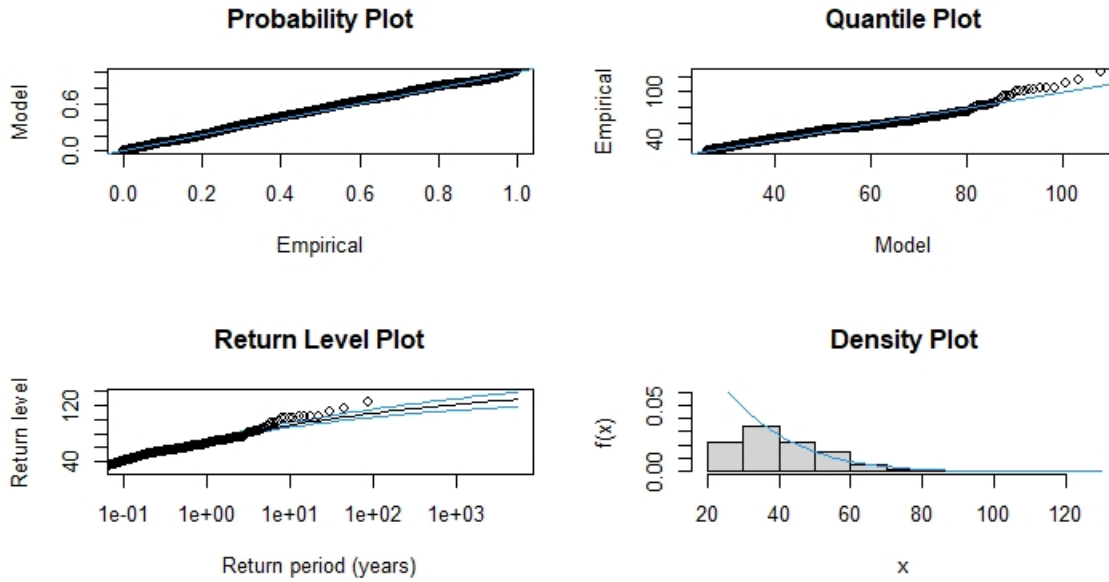 Probability Plot
Model
0.0 0.6
0.0 0.2 0.4 0.6 0.8 1.0
Empirical
Quantile Plot
Empirical
40 100
40 60 80 100
Model
Return Level Plot
Return level
40 120
1e-01 1e+00 1e+01 1e+02 1e+03
Return period (years)
Density Plot
f(x)
0.00 0.05
20 40 60 80 100 120
x